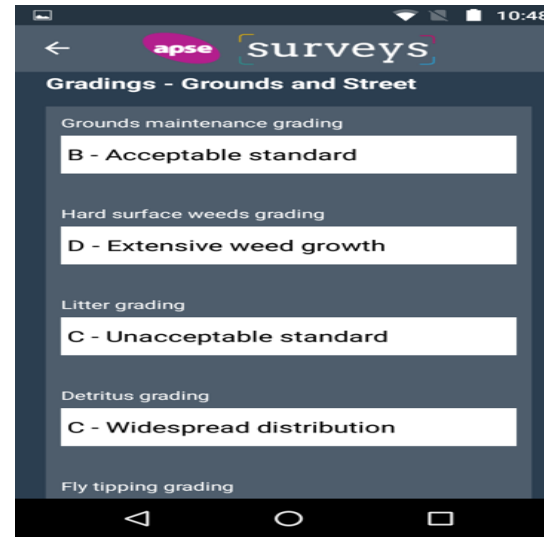 10:48
apse surveys
Gradings - Grounds and Street
Grounds maintenance grading
B - Acceptable standard
Hard surface weeds grading
D - Extensive weed growth
Litter grading
C - Unacceptable standard
Detritus grading
C - Widespread distribution
Fly tipping grading